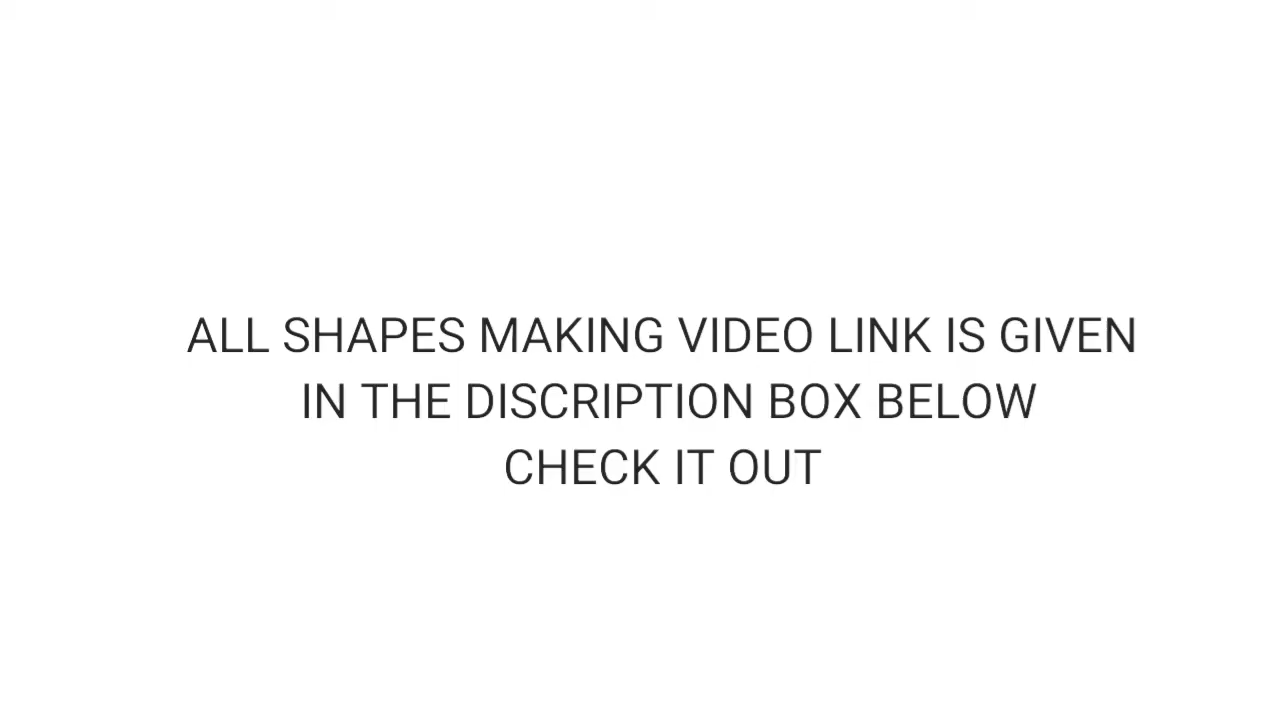 ALL SHAPES MAKING VIDEO LINK IS GIVEN
IN THE DISCRIPTION BOX BELOW
CHECK IT OUT